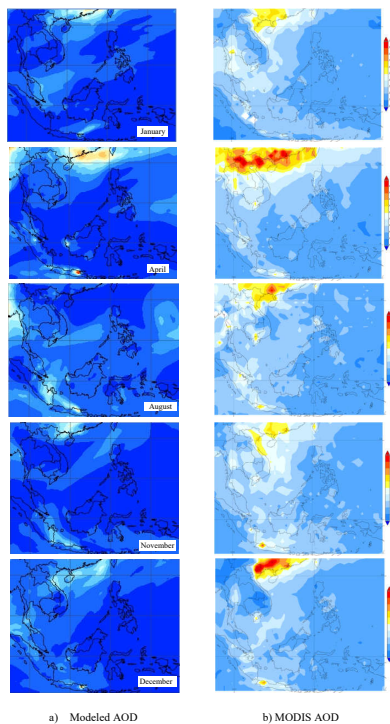 January
April
August
November
December
a) Modeled AOD
b) MODIS AOD